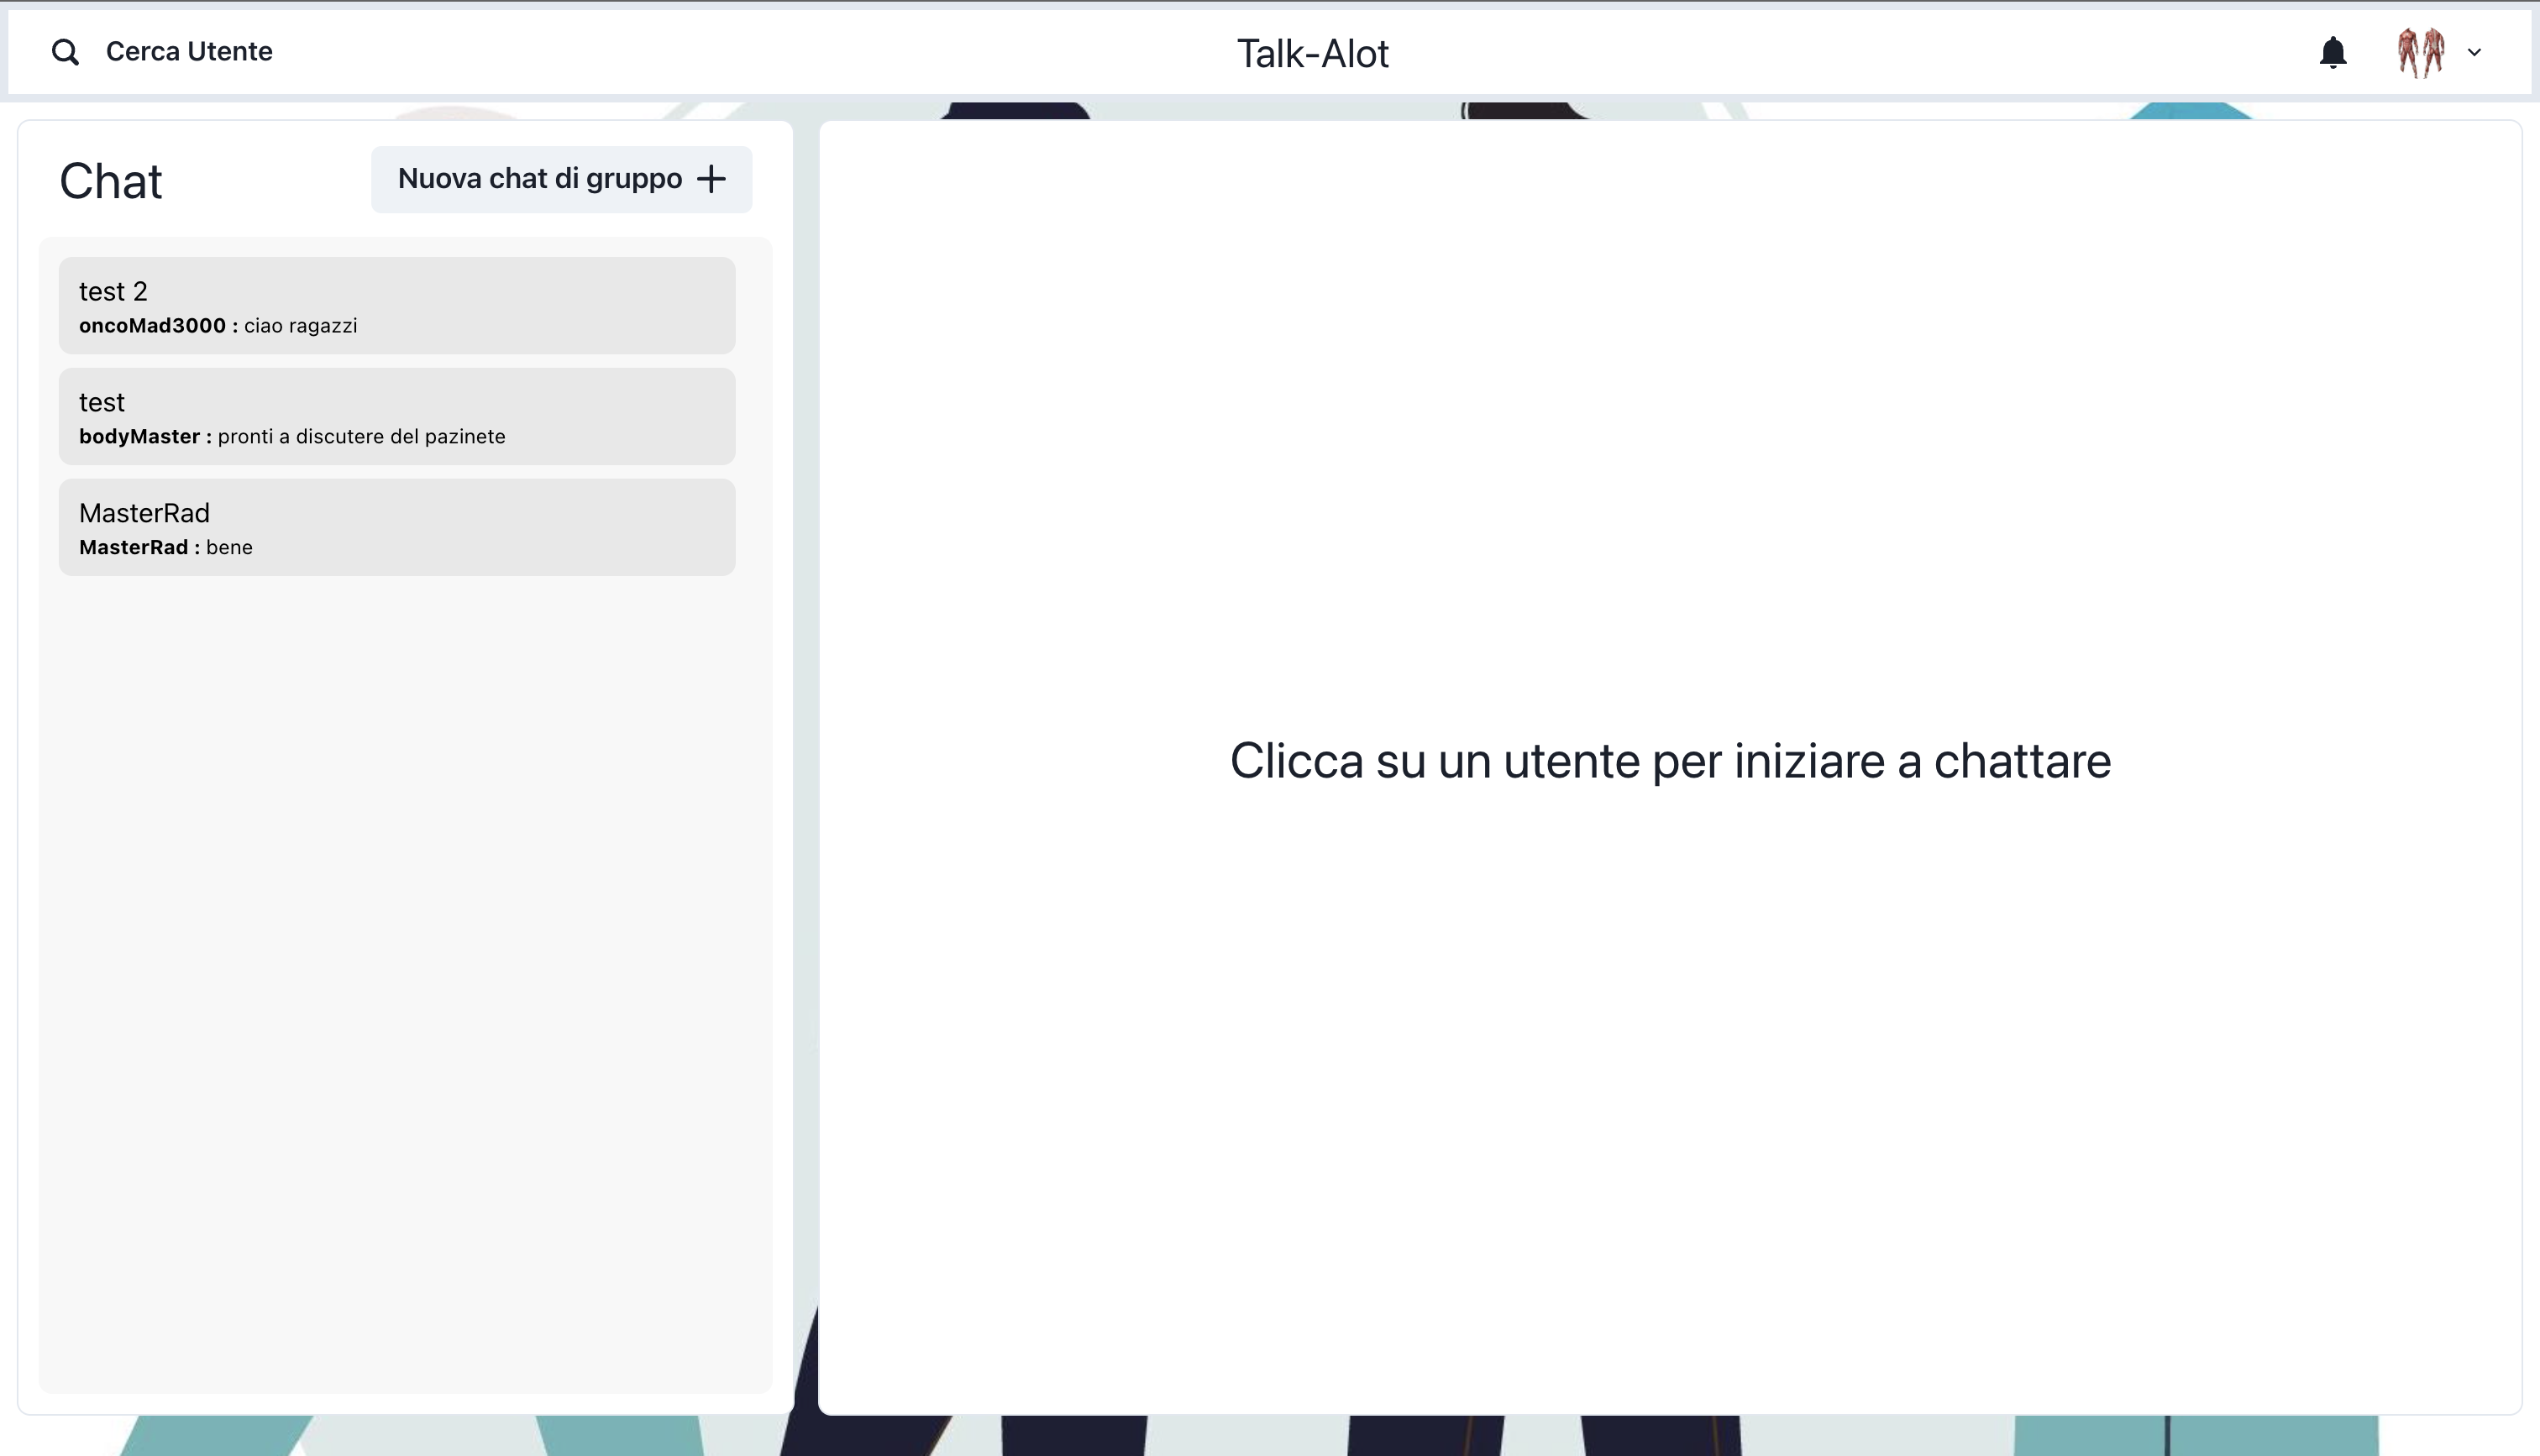 Cerca Utente
Talk-Alot
Chat
Nuova chat di gruppo
test 2
oncoMad3000 : ciao ragazzi
test
bodyMaster : pronti a discutere del pazinete
MasterRad
MasterRad : bene
Clicca su un utente per iniziare a chattare